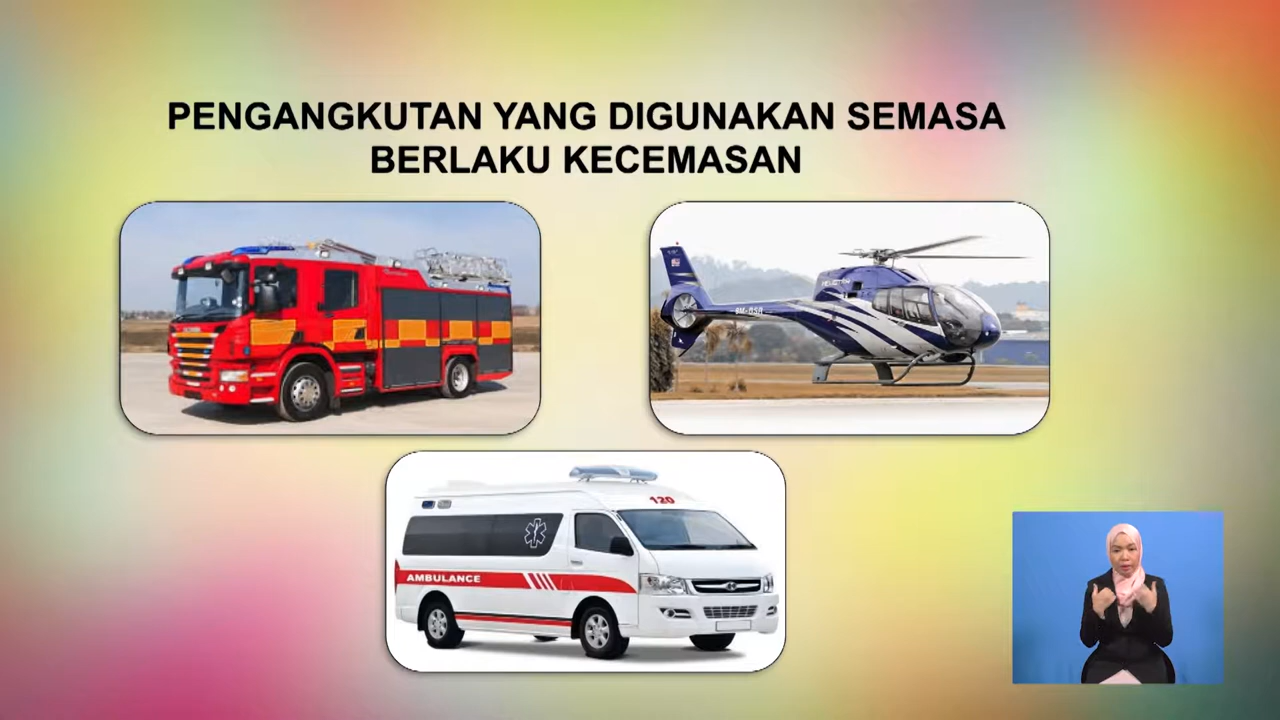 PENGANGKUTAN YANG DIGUNAKAN SEMASA
BERLAKU KECEMASAN
120
AMBULANCE